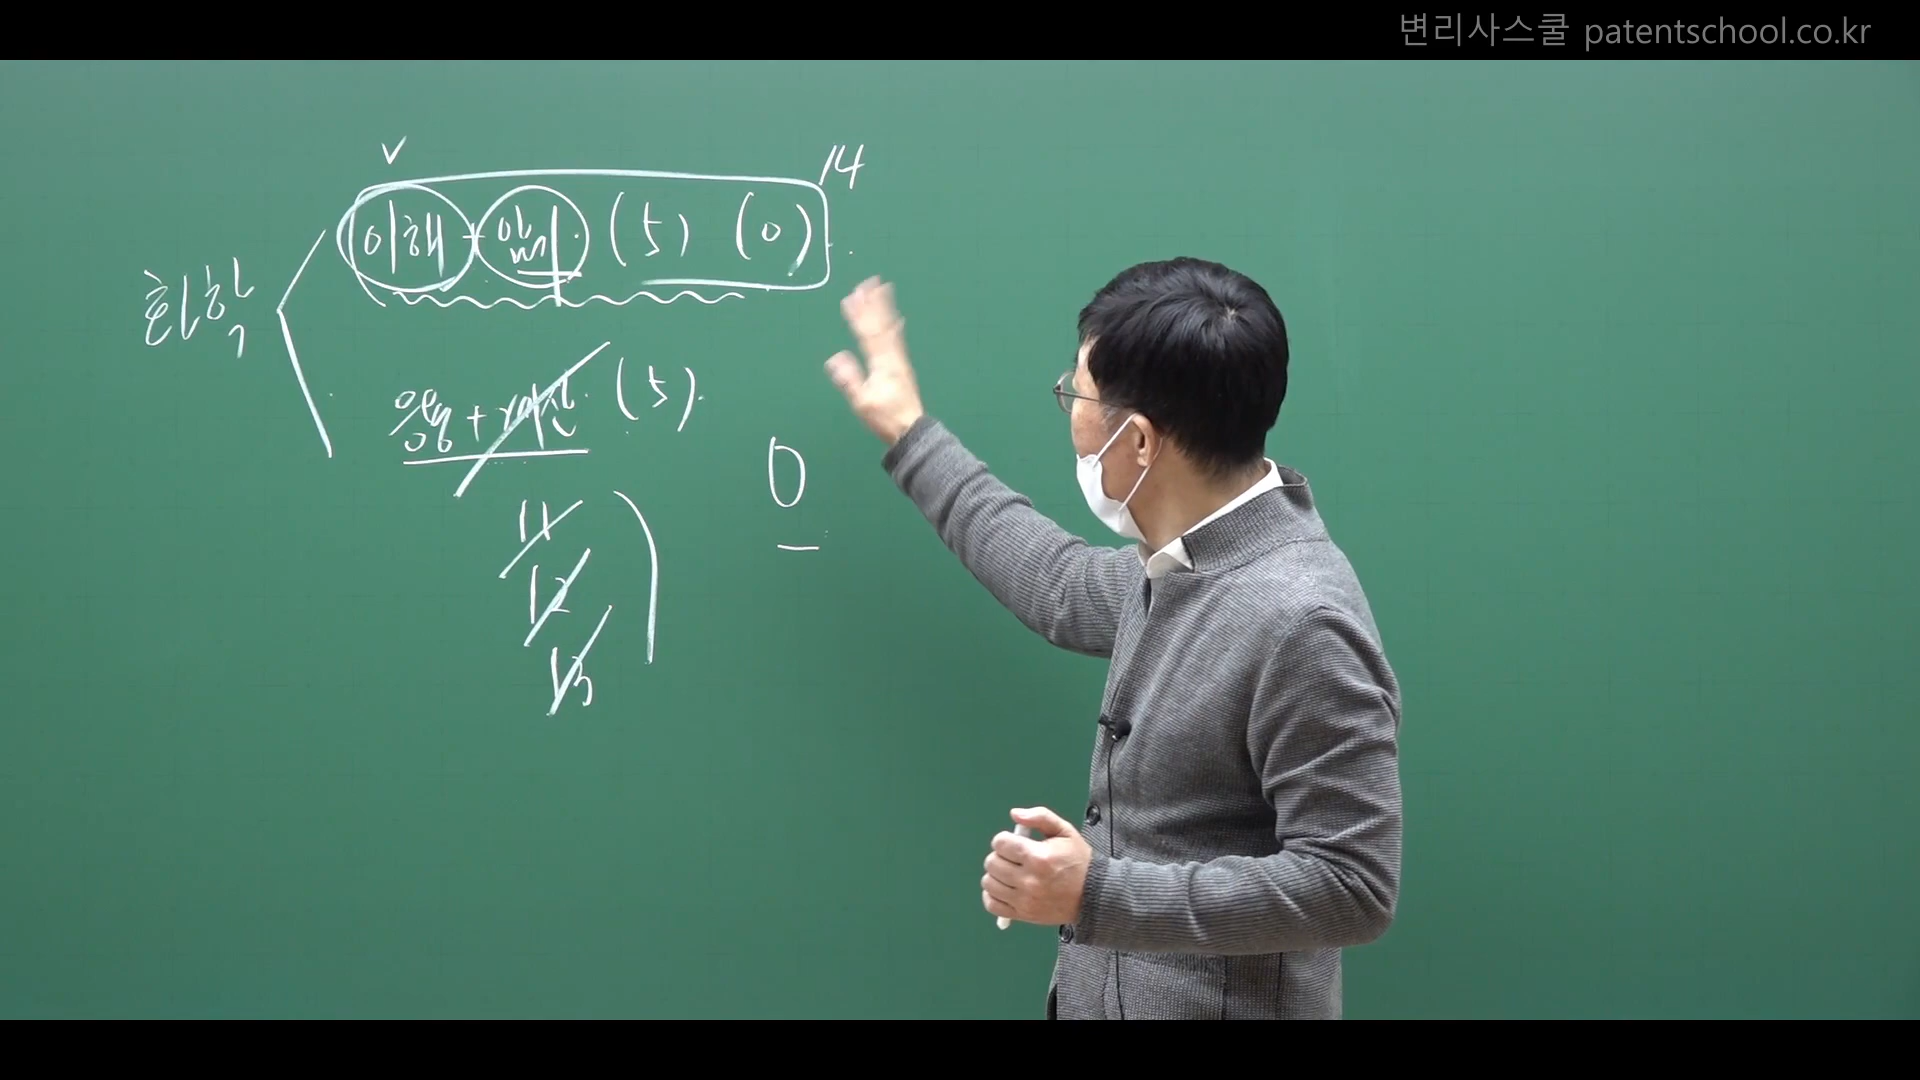 변리사스쿨 patentschool.co.kr
14
이해 + 암기 (5) (0)
화학
응용 + 계산 (5)
0
11
12
13